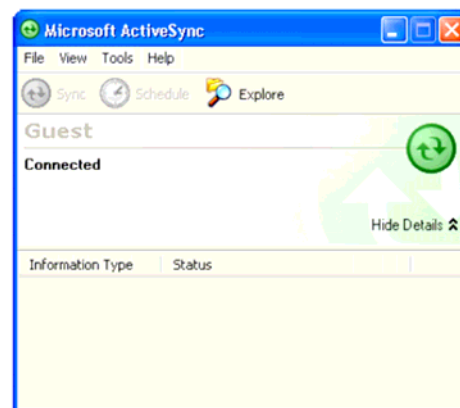 Microsoft ActiveSync
File View Tools Help
Sync Schedule Explore
Guest
Connected
Hide Details
Information Type Status